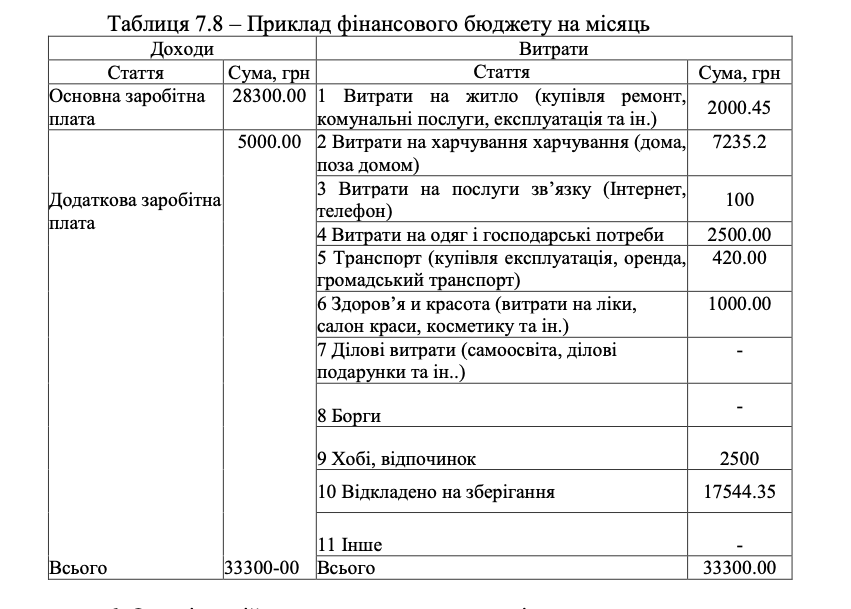 Таблиця 7.8 – Приклад фінансового бюджету на місяць
Доходи Витрати
Стаття Сума, грн Стаття Сума, грн
Основна заробітна плата 28300.00 1 Витрати на житло (купівля ремонт,
комунальні послуги, експлуатація та ін.) 2000.45
Додаткова заробітна плата 5000.00 2 Витрати на харчування харчування (дома, 7235.2
поза домом)
3 Витрати на послуги зв’язку (Інтернет,
телефон) 100
4 Витрати на одяг і господарські потреби 2500.00
5 Транспорт (купівля експлуатація, оренда, 420.00
громадський транспорт)
6 Здоров’я и красота (витрати на ліки, 1000.00
салон краси, косметику та ін.)
7 Ділові витрати (самоосвіта, ділові -
подарунки та ін..)
8 Борги -
9 Хобі, відпочинок 2500
10 Відкладено на зберігання 17544.35
11 Інше -
Всього 33300-00 Всього 33300.00